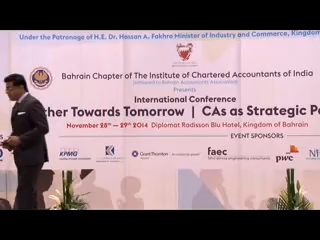 Under the Patronage of H.E. Dr. Hassan A. Fakhro Minister of Industry and Commerce, Kingdom
Bahrain Chapter of The Institute of Chartered Accountants of India
Presents
International Conference
ther Towards Tomorrow | CAs as Strategic Pa
November 28th - 29th 2014 Diplomat Radisson Blu Hotel, Kingdom of Bahrain
EVENT SPONSORS
KPMG
Grant Thornton
faec
pwc